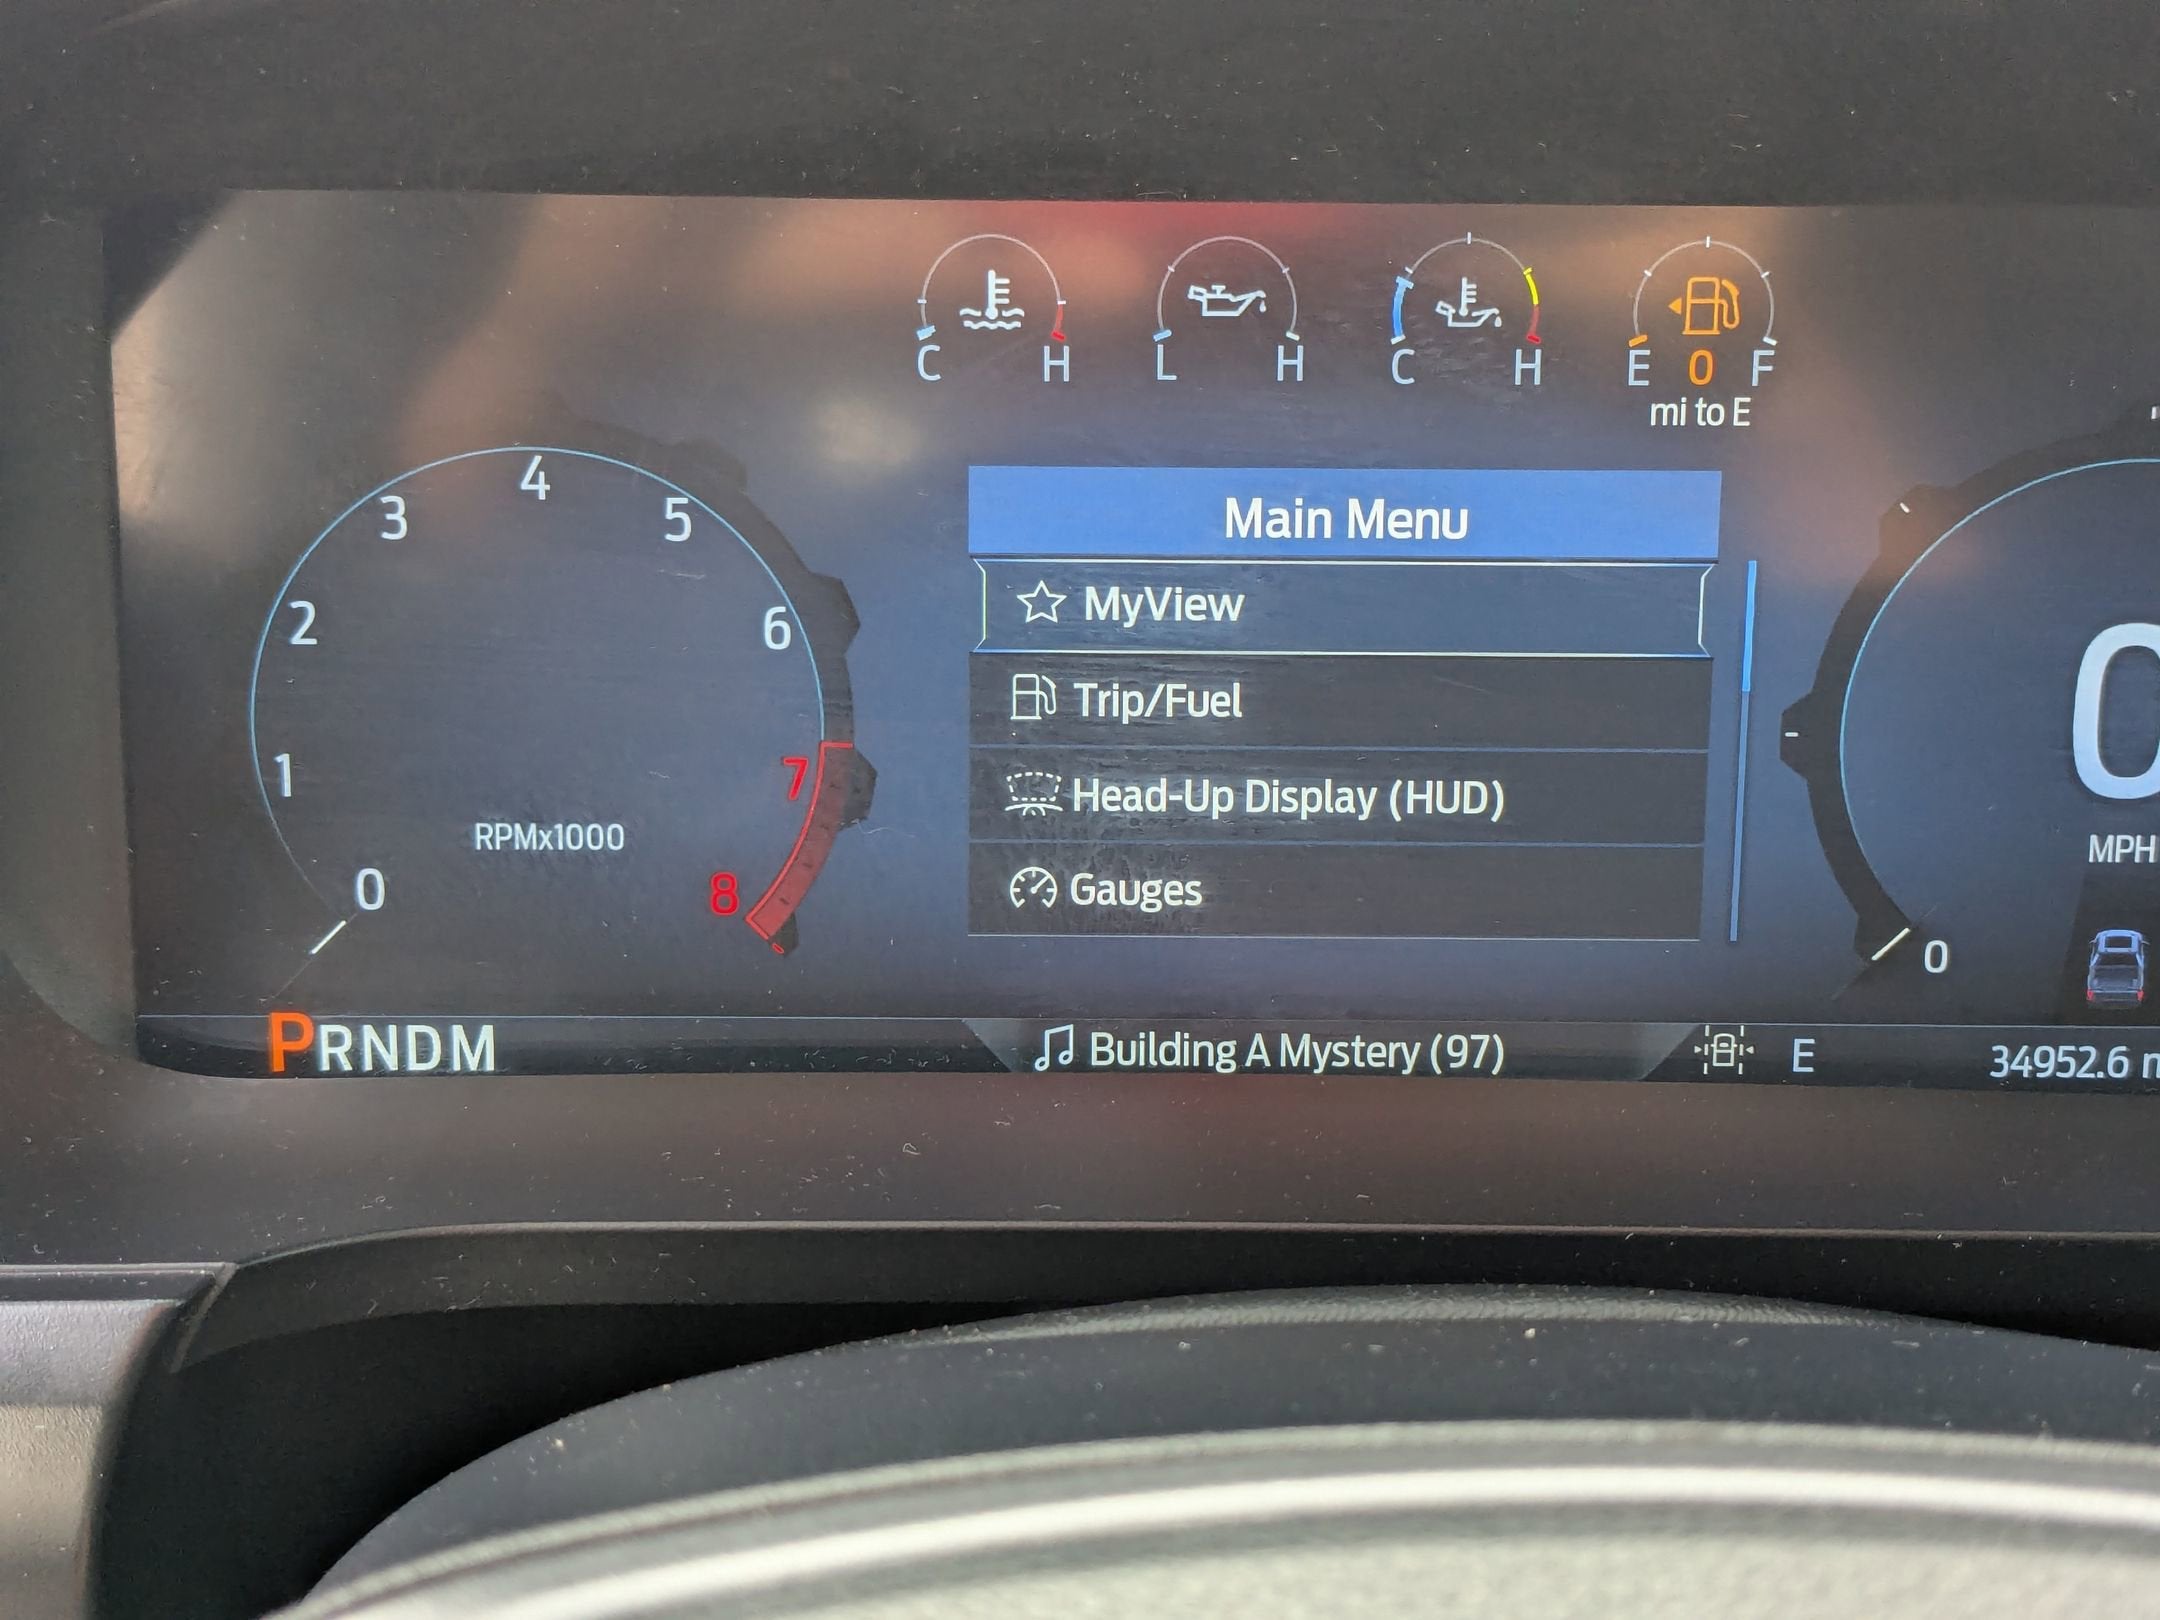 C H L H C H E 0 F
mi to E
0 1 2 3 4 5 6 7 8
RPMx1000
Main Menu
MyView
Trip/Fuel
Head-Up Display (HUD)
Gauges
0
MPH
0
PRNDM
Building A Mystery (97)
E
34952.6